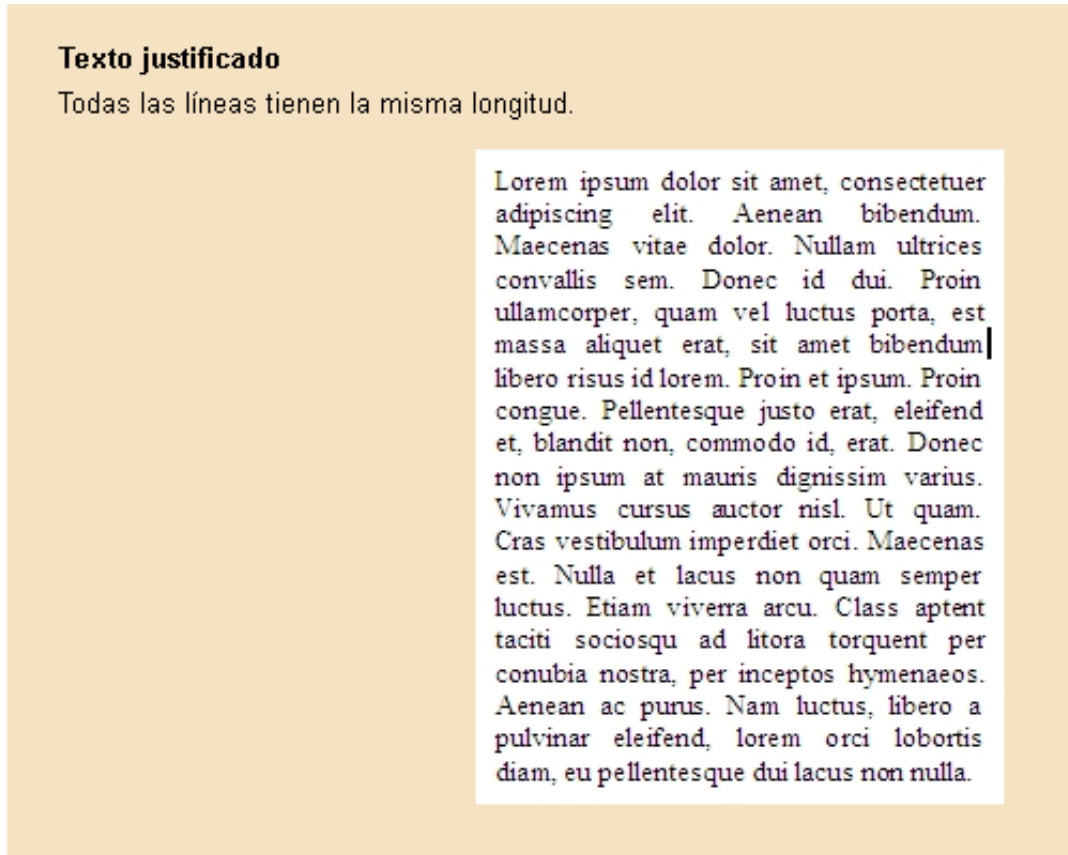 Texto justificado
Todas las líneas tienen la misma longitud.
Lorem ipsum dolor sit amet, consectetuer
adipiscing elit. Aenean bibendum.
Maecenas vitae dolor. Nullam ultrices
convallis sem. Donec id dui. Proin
ullamcorper, quam vel luctus porta, est
massa aliquet erat, sit amet bibendum
libero risus id lorem. Proin et ipsum. Proin
congue. Pellentesque justo erat, eleifend
et, blandit non, commodo id, erat. Donec
non ipsum at mauris dignissim varius.
Vivamus cursus auctor nisl. Ut quam.
Cras vestibulum imperdiet orci. Maecenas
est. Nulla et lacus non quam semper
luctus. Etiam viverra arcu. Class aptent
taciti sociosqu ad litora torquent per
conubia nostra, per inceptos hymenaeos.
Aenean ac purus. Nam luctus, libero a
pulvinar eleifend, lorem orci lobortis
diam, eu pellentesque dui lacus non nulla.